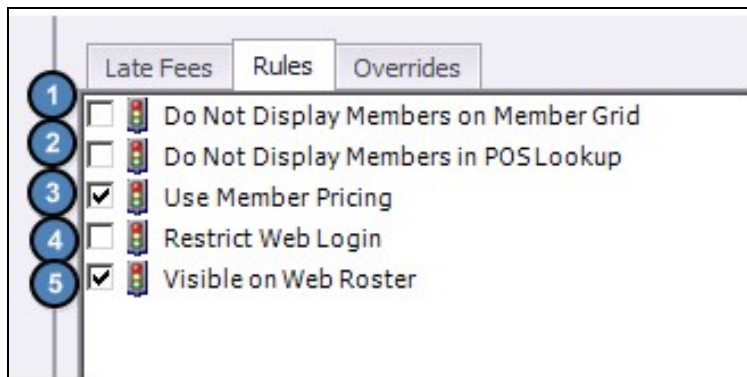 Late Fees Rules Overrides
1 Do Not Display Members on Member Grid
2 Do Not Display Members in POS Lookup
3 Use Member Pricing
4 Restrict Web Login
5 Visible on Web Roster